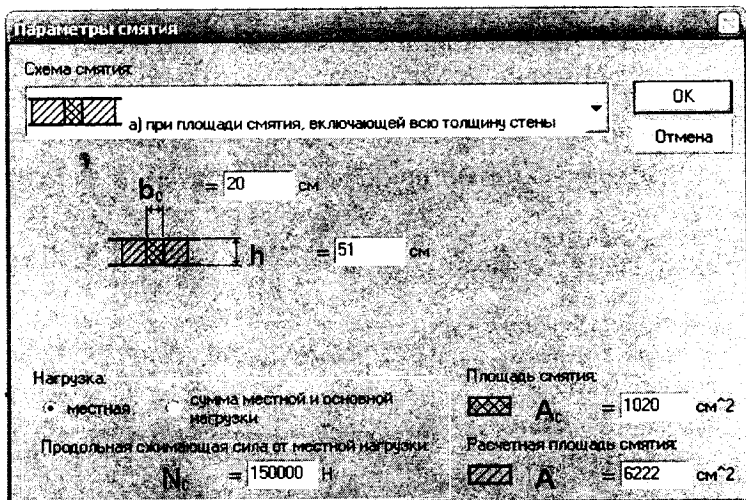 Параметры смятия
Схема смятия:
а) при площади смятия, включающей всю толщину стены
OK
Отмена
bc = 20 см
h = 51 см
Нагрузка:
местная
сумма местной и основной нагрузки
Продольная сжимающая сила от местной нагрузки:
Nc = 150000 Н
Площадь смятия:
Ac = 1020 см^2
Расчетная площадь смятия:
A = 6222 см^2